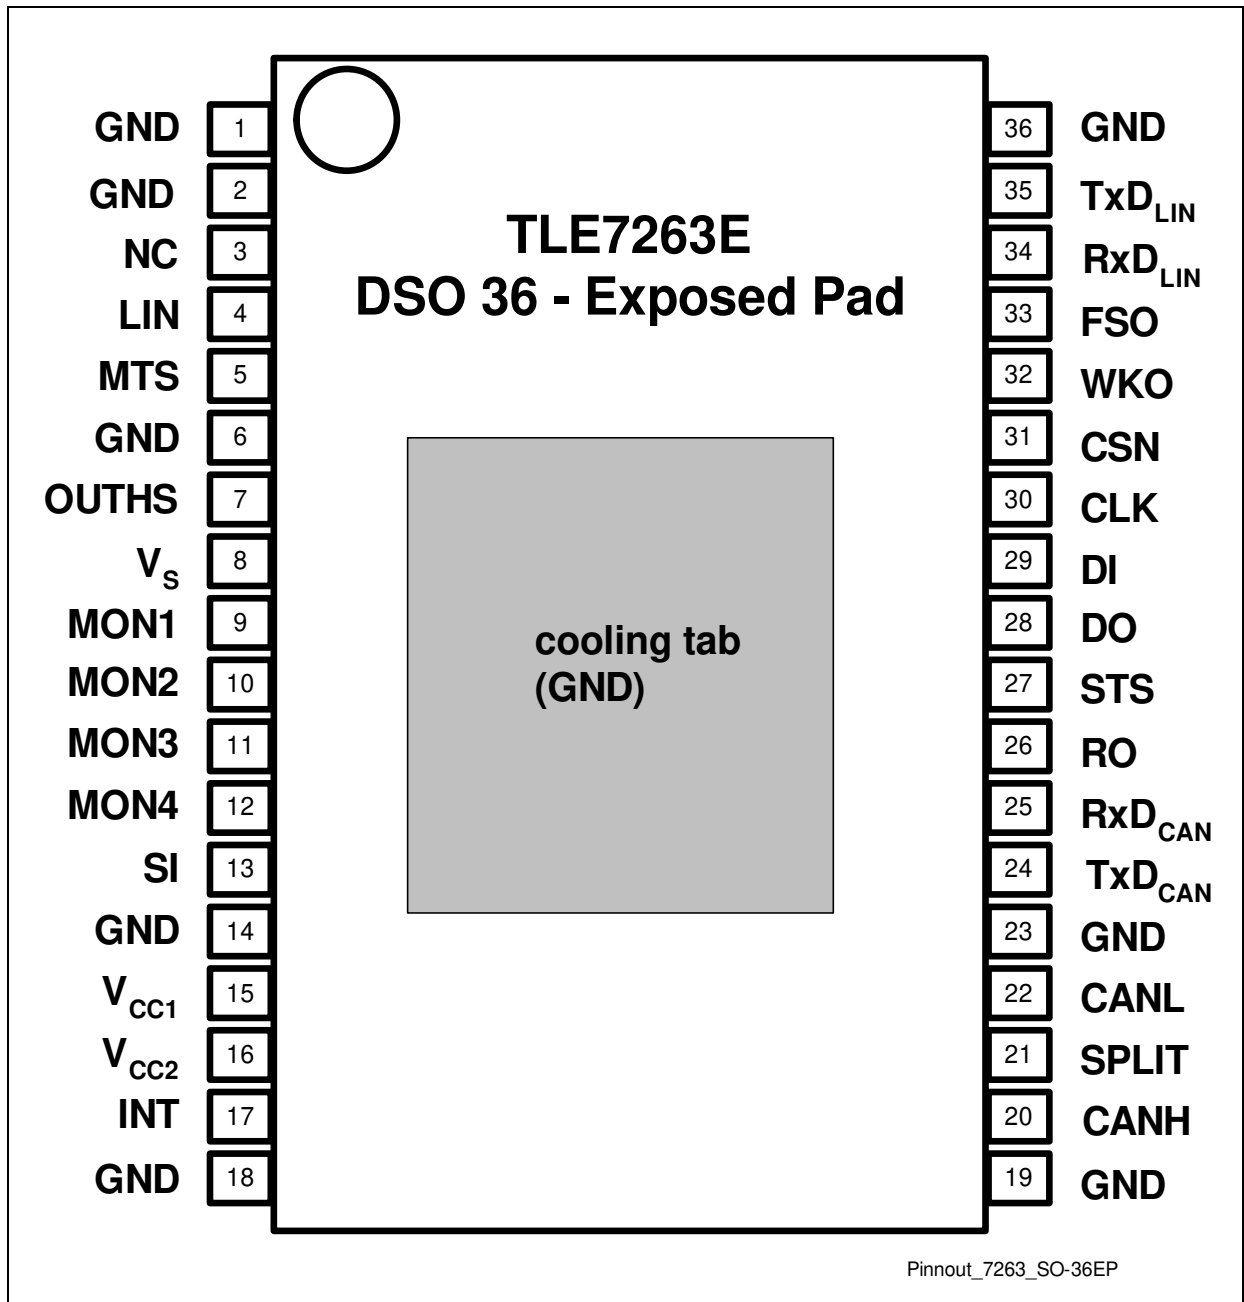 GND 1 36 GND
GND 2 35 TxD_LIN
TLE7263E
NC 3 34 RxD_LIN
DSO 36 - Exposed Pad
LIN 4 33 FSO
MTS 5 32 WKO
GND 6 31 CSN
OUTHS 7 30 CLK
V_S 8 29 DI
MON1 9 28 DO
cooling tab
(GND)
MON2 10 27 STS
MON3 11 26 RO
MON4 12 25 RxD_CAN
SI 13 24 TxD_CAN
GND 14 23 GND
V_CC1 15 22 CANL
V_CC2 16 21 SPLIT
INT 17 20 CANH
GND 18 19 GND
Pinnout_7263_SO-36EP